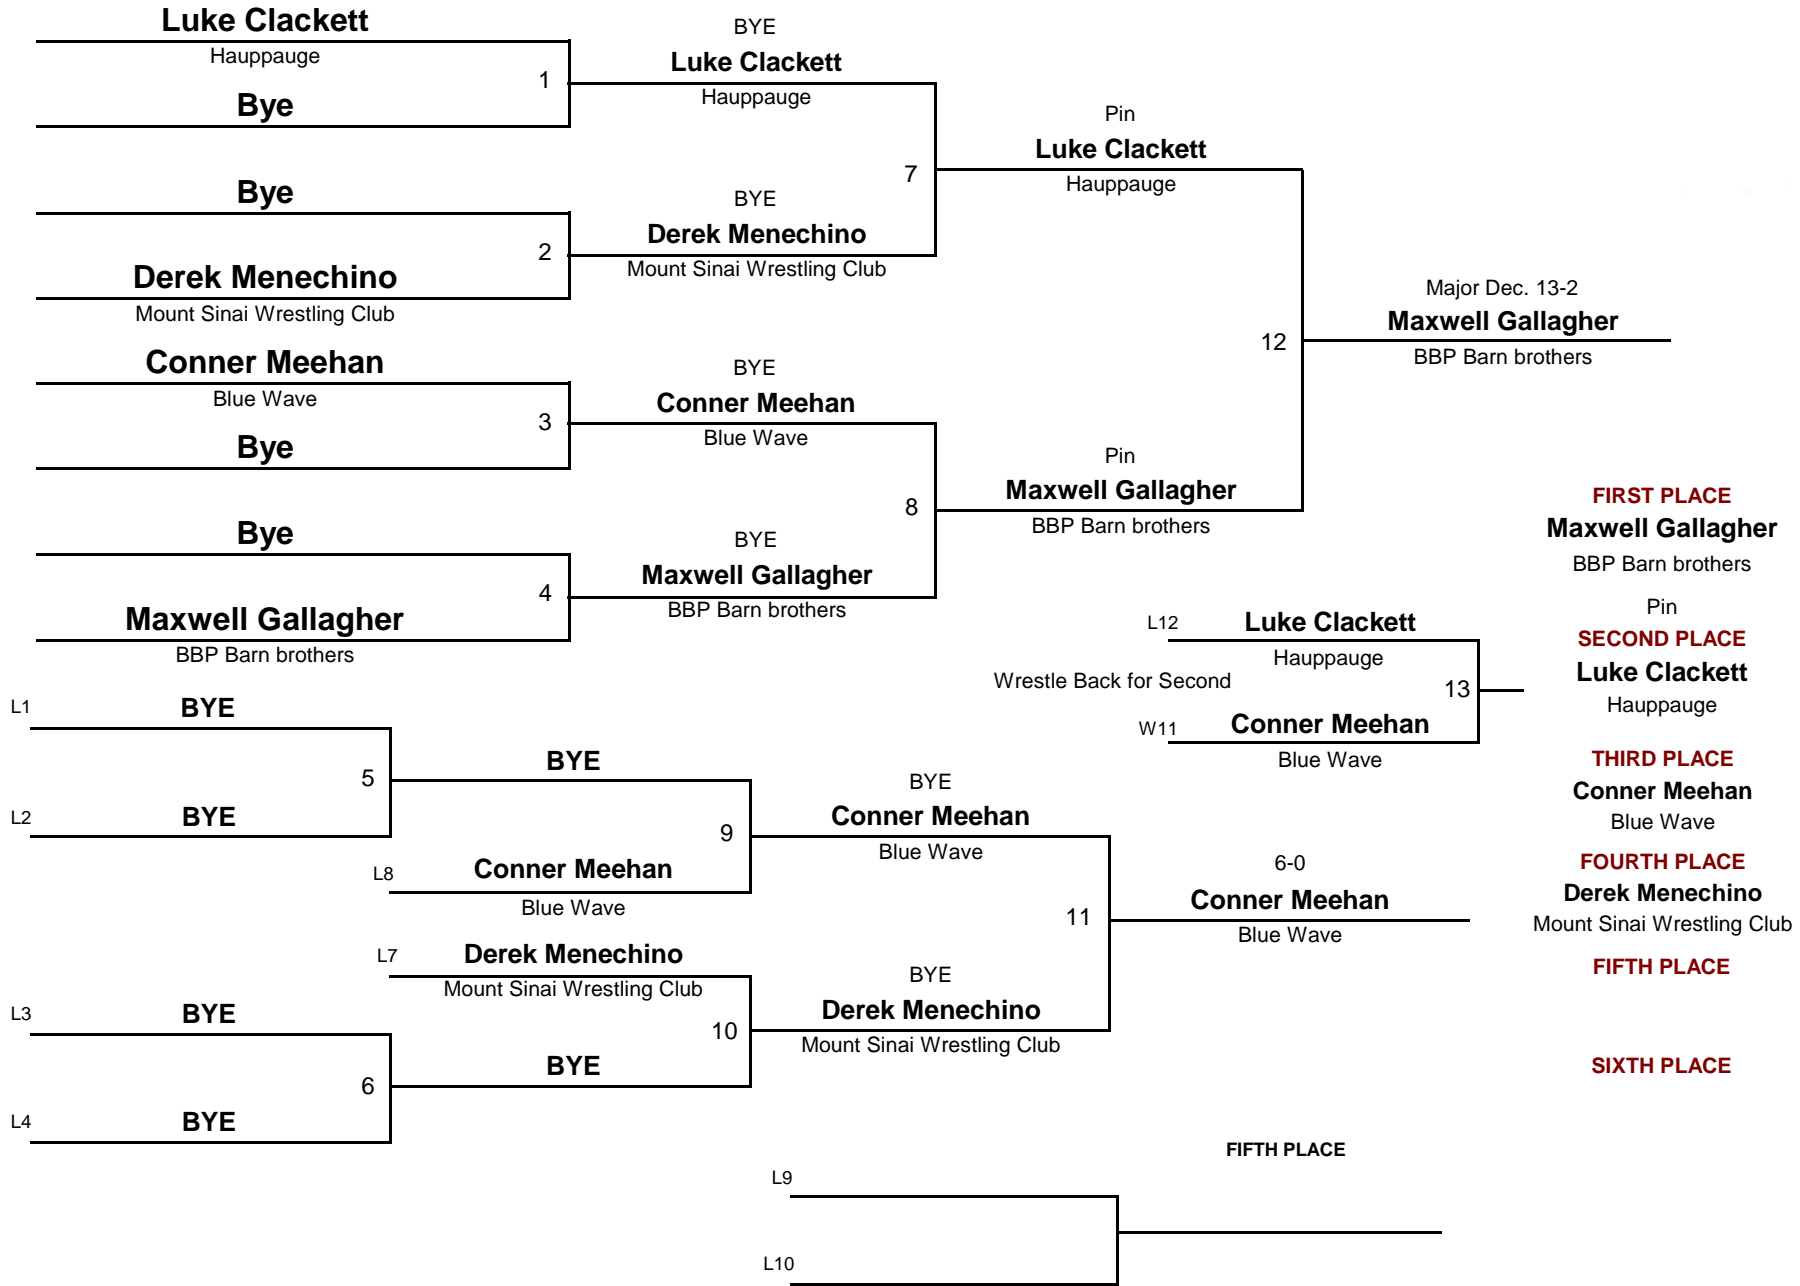 Luke Clackett
Hauppauge
1
Bye
Bye
2
Derek Menechino
Mount Sinai Wrestling Club
Conner Meehan
Blue Wave
3
Bye
Bye
4
Maxwell Gallagher
BBP Barn brothers
BYE
Luke Clackett
Hauppauge
7
BYE
Derek Menechino
Mount Sinai Wrestling Club
BYE
Conner Meehan
Blue Wave
8
BYE
Maxwell Gallagher
BBP Barn brothers
Pin
Luke Clackett
Hauppauge
12
Pin
Maxwell Gallagher
BBP Barn brothers
Major Dec. 13-2
Maxwell Gallagher
BBP Barn brothers
L12
Luke Clackett
Hauppauge
Wrestle Back for Second
13
W11
Conner Meehan
Blue Wave
FIRST PLACE
Maxwell Gallagher
BBP Barn brothers
Pin
SECOND PLACE
Luke Clackett
Hauppauge
THIRD PLACE
Conner Meehan
Blue Wave
FOURTH PLACE
Derek Menechino
Mount Sinai Wrestling Club
FIFTH PLACE
SIXTH PLACE
L1
BYE
5
L2
BYE
BYE
9
L8
Conner Meehan
Blue Wave
L7
Derek Menechino
Mount Sinai Wrestling Club
10
BYE
L3
BYE
6
L4
BYE
BYE
Conner Meehan
Blue Wave
11
BYE
Derek Menechino
Mount Sinai Wrestling Club
6-0
Conner Meehan
Blue Wave
FIFTH PLACE
L9
L10